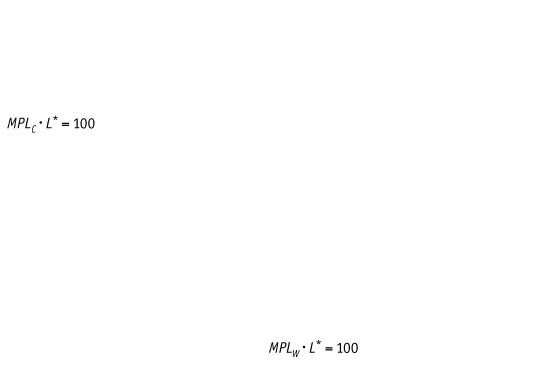 MPL_C · L* = 100
MPL_W · L* = 100